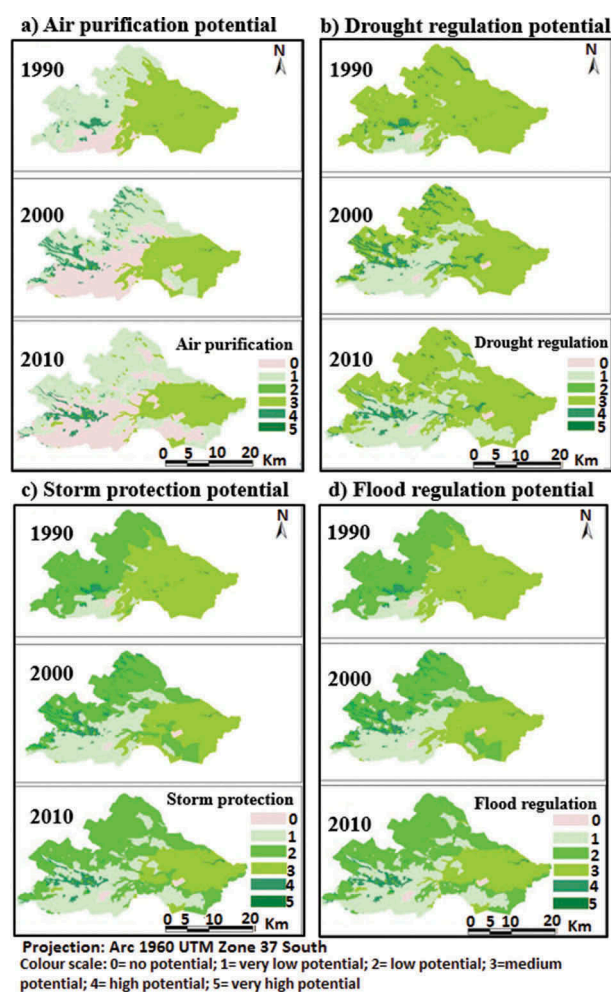 a) Air purification potential
N
1990
2000
2010
Air purification
0
1
2
3
4
5
0 5 10 20
Km
b) Drought regulation potential
N
1990
2000
2010
Drought regulation
0
1
2
3
4
5
0 5 10 20
Km
c) Storm protection potential
N
1990
2000
2010
Storm protection
0
1
2
3
4
5
0 5 10 20
Km
d) Flood regulation potential
N
1990
2000
2010
Flood regulation
0
1
2
3
4
5
0 5 10 20
Km
Projection: Arc 1960 UTM Zone 37 South
Colour scale: 0= no potential; 1= very low potential; 2= low potential; 3=medium
potential; 4= high potential; 5= very high potential